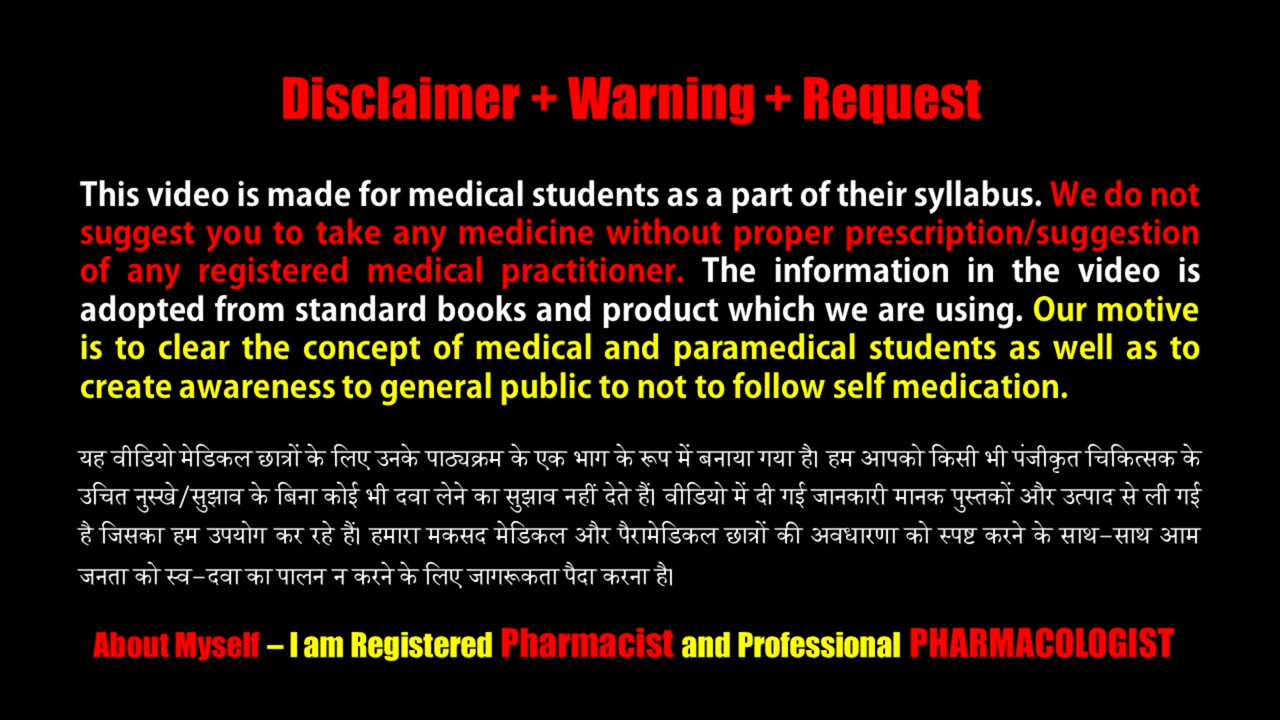 Disclaimer + Warning + Request
This video is made for medical students as a part of their syllabus. We do not
suggest you to take any medicine without proper prescription/suggestion
of any registered medical practitioner. The information in the video is
adopted from standard books and product which we are using. Our motive
is to clear the concept of medical and paramedical students as well as to
create awareness to general public to not to follow self medication.
यह वीडियो मेडिकल छात्रों के लिए उनके पाठ्यक्रम के एक भाग के रूप में बनाया गया है। हम आपको किसी भी पंजीकृत चिकित्सक के
उचित नुस्खे/सुझाव के बिना कोई भी दवा लेने का सुझाव नहीं देते हैं। वीडियो में दी गई जानकारी मानक पुस्तकों और उत्पाद से ली गई
है जिसका हम उपयोग कर रहे हैं। हमारा मकसद मेडिकल और पैरामेडिकल छात्रों की अवधारणा को स्पष्ट करने के साथ-साथ आम
जनता को स्व-दवा का पालन न करने के लिए जागरूकता पैदा करना है।
About Myself – I am Registered Pharmacist and Professional PHARMACOLOGIST